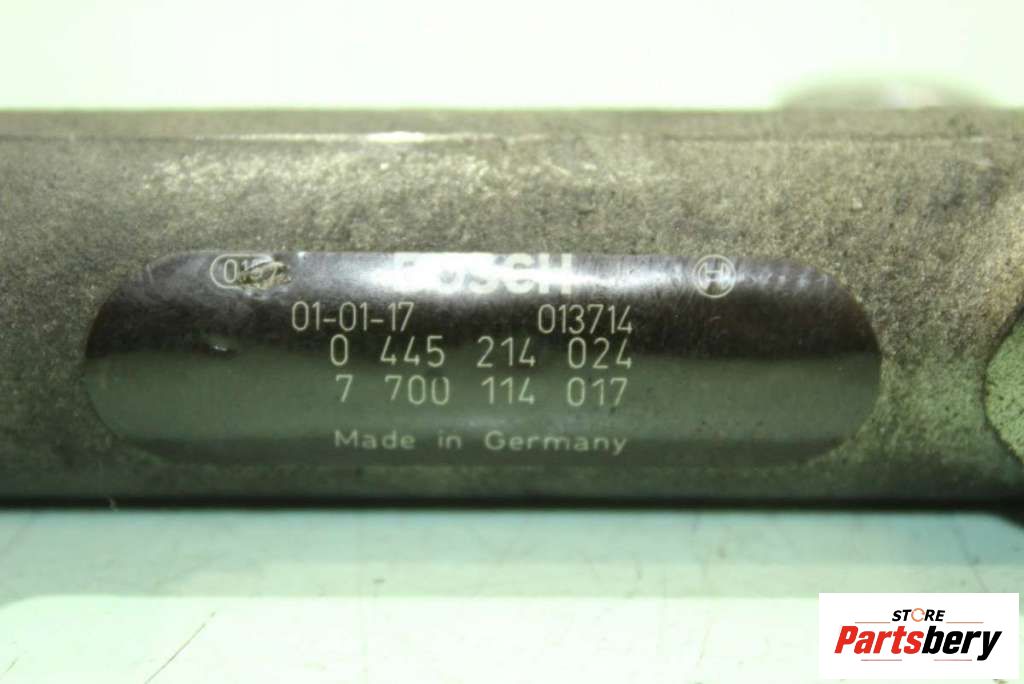 BOSCH
01-01-17 013714
0 445 214 024
7 700 114 017
Made in Germany
STORE
Partsbery